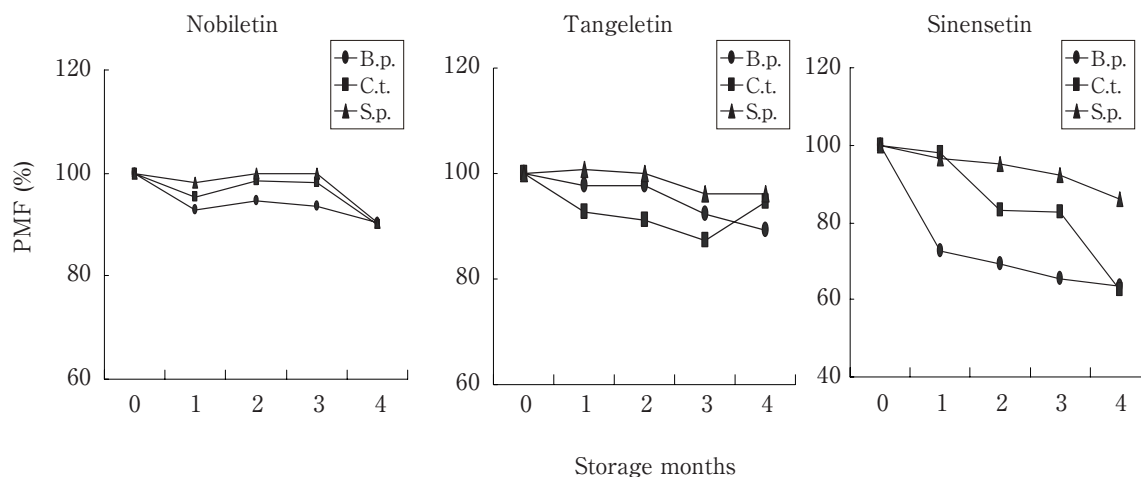 Nobiletin
120
100
80
60
PMF (%)
B.p.
C.t.
S.p.
0 1 2 3 4
Tangeletin
120
100
80
60
B.p.
C.t.
S.p.
0 1 2 3 4
Sinensetin
120
100
80
60
40
B.p.
C.t.
S.p.
0 1 2 3 4
Storage months